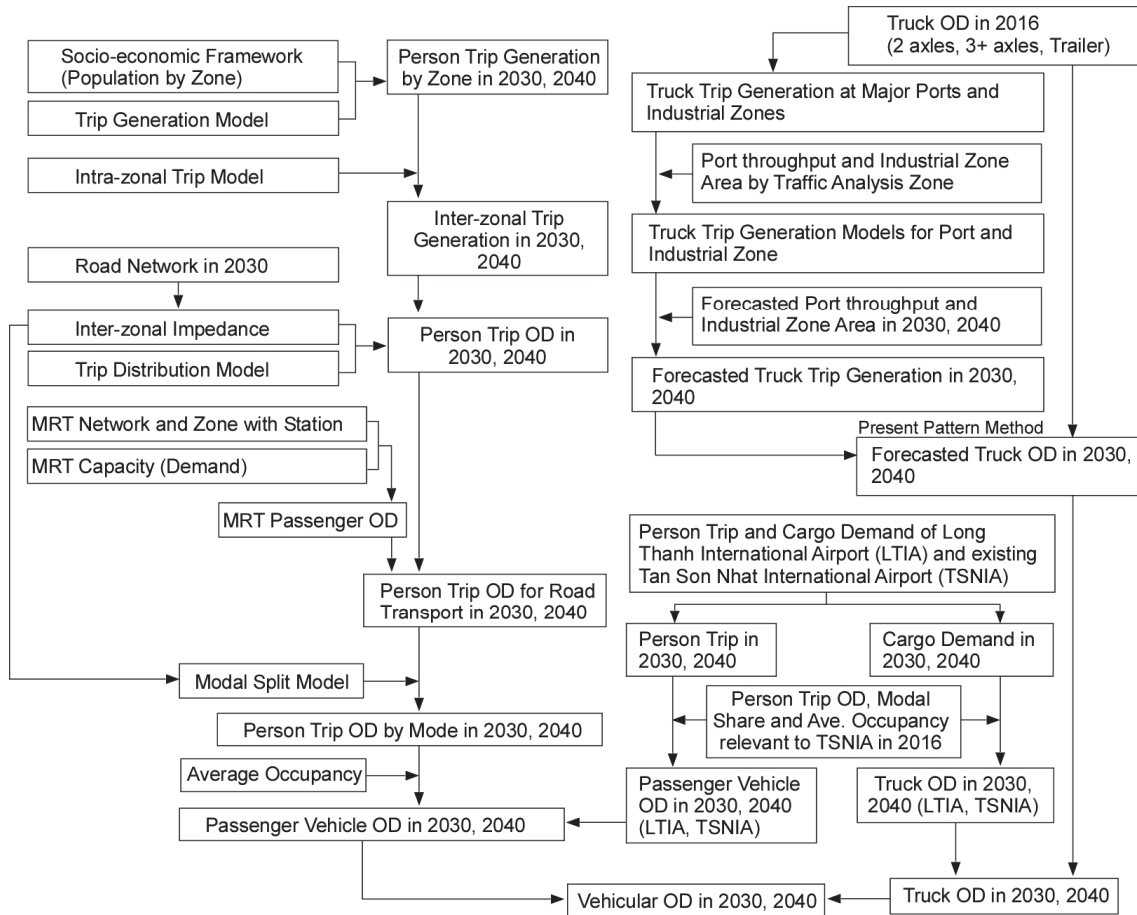 Socio-economic Framework
(Population by Zone)
Trip Generation Model
Person Trip Generation
by Zone in 2030, 2040
Intra-zonal Trip Model
Inter-zonal Trip
Generation in 2030,
2040
Road Network in 2030
Inter-zonal Impedance
Trip Distribution Model
Person Trip OD in
2030, 2040
MRT Network and Zone with Station
MRT Capacity (Demand)
MRT Passenger OD
Person Trip OD for Road
Transport in 2030, 2040
Modal Split Model
Person Trip OD by Mode in 2030, 2040
Average Occupancy
Passenger Vehicle OD in 2030, 2040
Truck OD in 2016
(2 axles, 3+ axles, Trailer)
Truck Trip Generation at Major Ports and
Industrial Zones
Port throughput and Industrial Zone
Area by Traffic Analysis Zone
Truck Trip Generation Models for Port and
Industrial Zone
Forecasted Port throughput and
Industrial Zone Area in 2030, 2040
Forecasted Truck Trip Generation in 2030,
2040
Present Pattern Method
Forecasted Truck OD in 2030,
2040
Person Trip and Cargo Demand of Long
Thanh International Airport (LTIA) and existing
Tan Son Nhat International Airport (TSNIA)
Person Trip in
2030, 2040
Cargo Demand in
2030, 2040
Person Trip OD, Modal
Share and Ave. Occupancy
relevant to TSNIA in 2016
Passenger Vehicle
OD in 2030, 2040
(LTIA, TSNIA)
Truck OD in 2030,
2040 (LTIA, TSNIA)
Vehicular OD in 2030, 2040
Truck OD in 2030, 2040